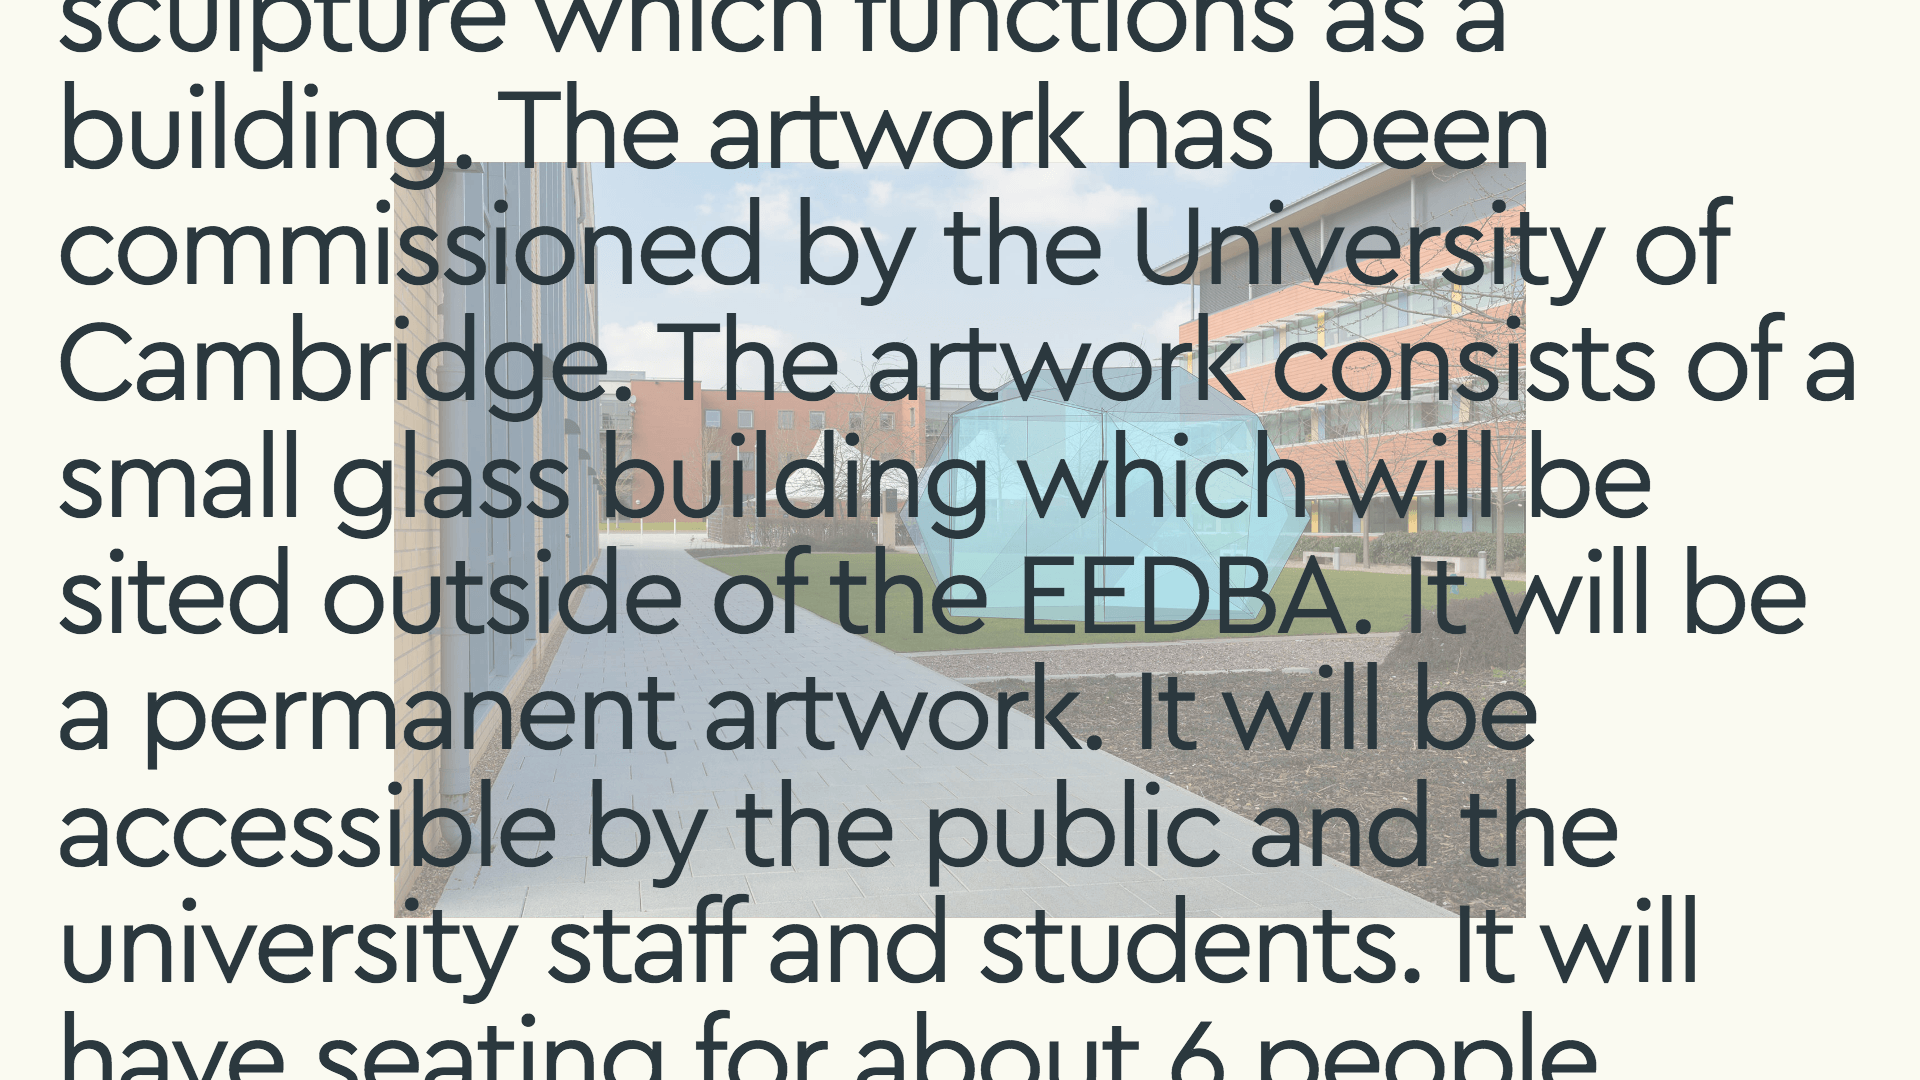 sculpture which functions as a
building. The artwork has been
commissioned by the University of
Cambridge. The artwork consists of a
small glass building which will be
sited outside of the EEDBA. It will be
a permanent artwork. It will be
accessible by the public and the
university staff and students. It will
have seating for about 6 people